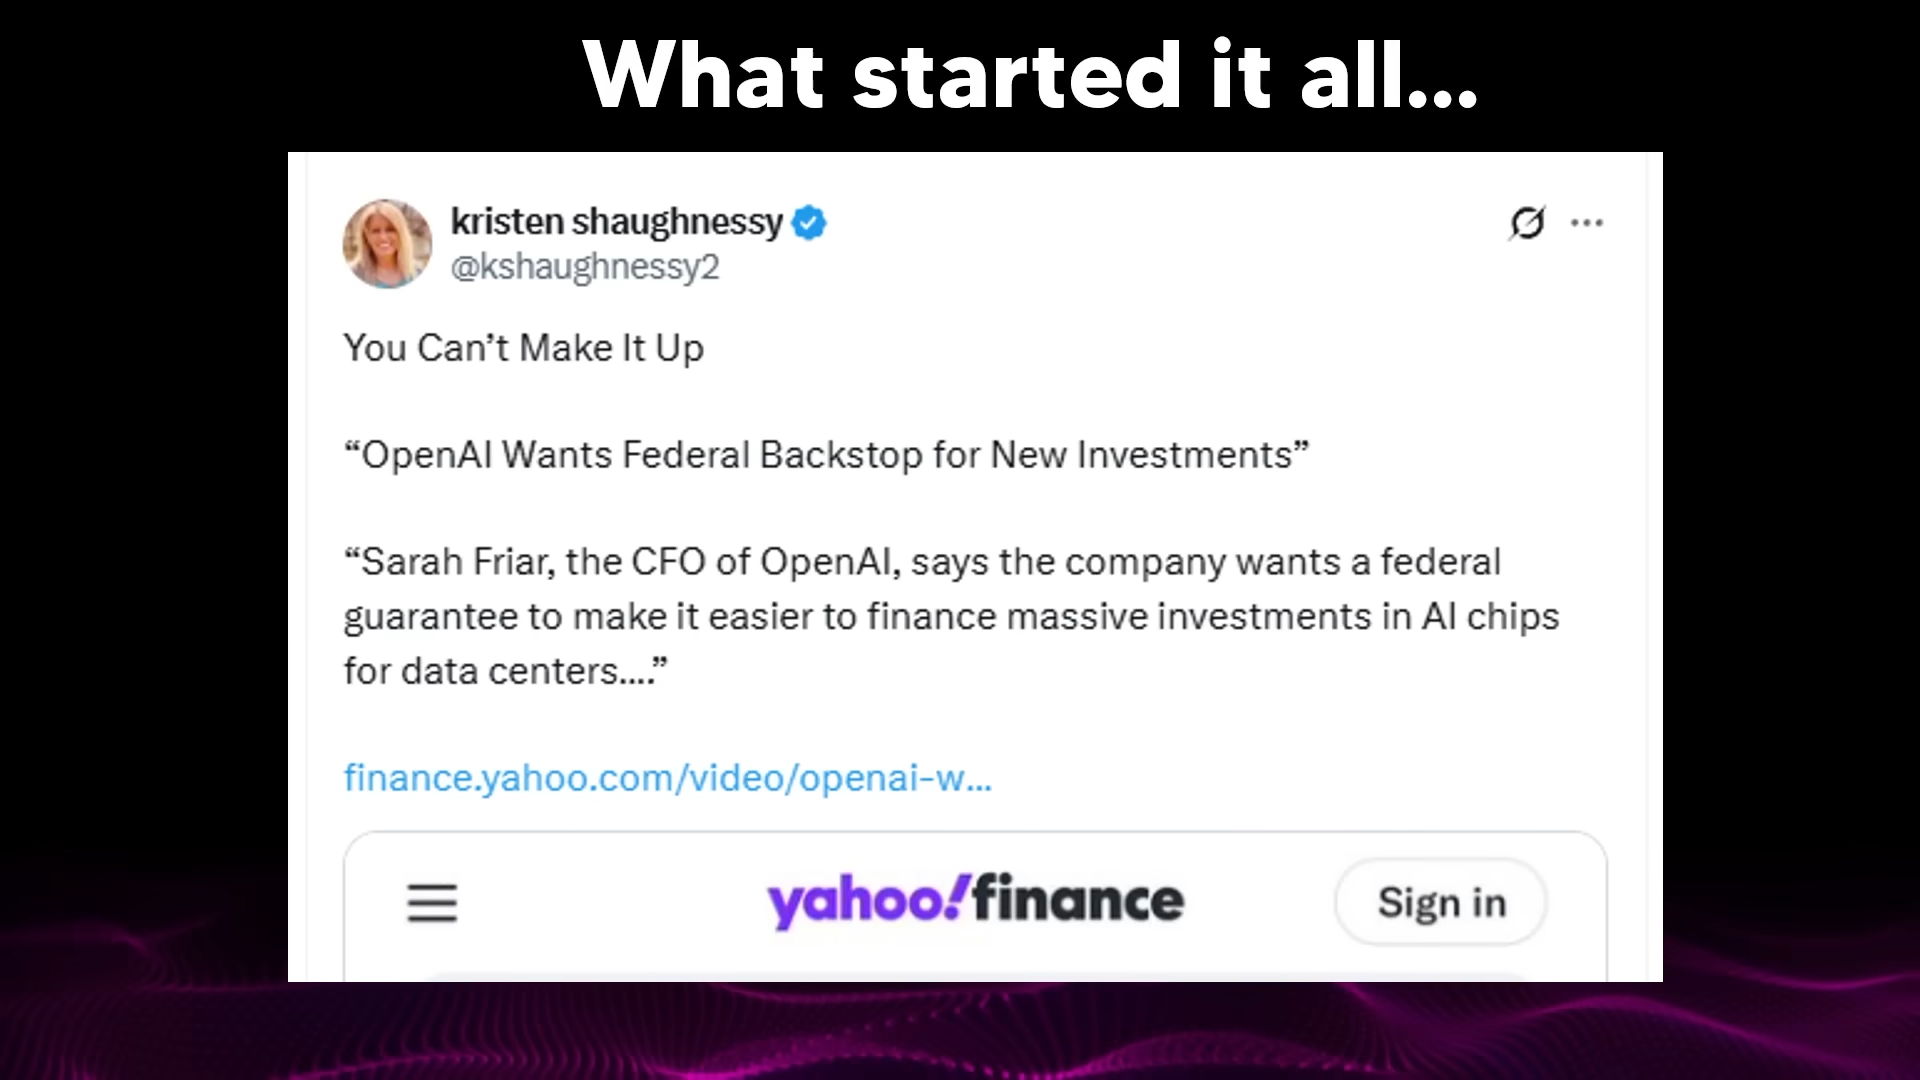 What started it all...
kristen shaughnessy
@kshaughnessy2
You Can’t Make It Up
“OpenAI Wants Federal Backstop for New Investments”
“Sarah Friar, the CFO of OpenAI, says the company wants a federal
guarantee to make it easier to finance massive investments in AI chips
for data centers....”
finance.yahoo.com/video/openai-w...
yahoo!finance
Sign in